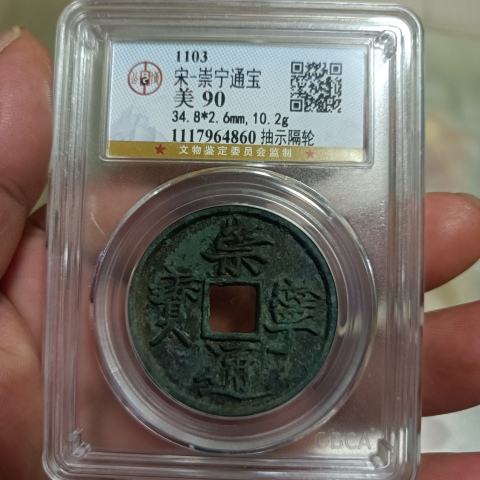 1103
宋-崇宁通宝
美 90
34.8*2.6mm,10.2g
1117964860 抽示隔轮
★ 文物鉴定委员会监制 ★
崇
寶 寧
通
CBCA